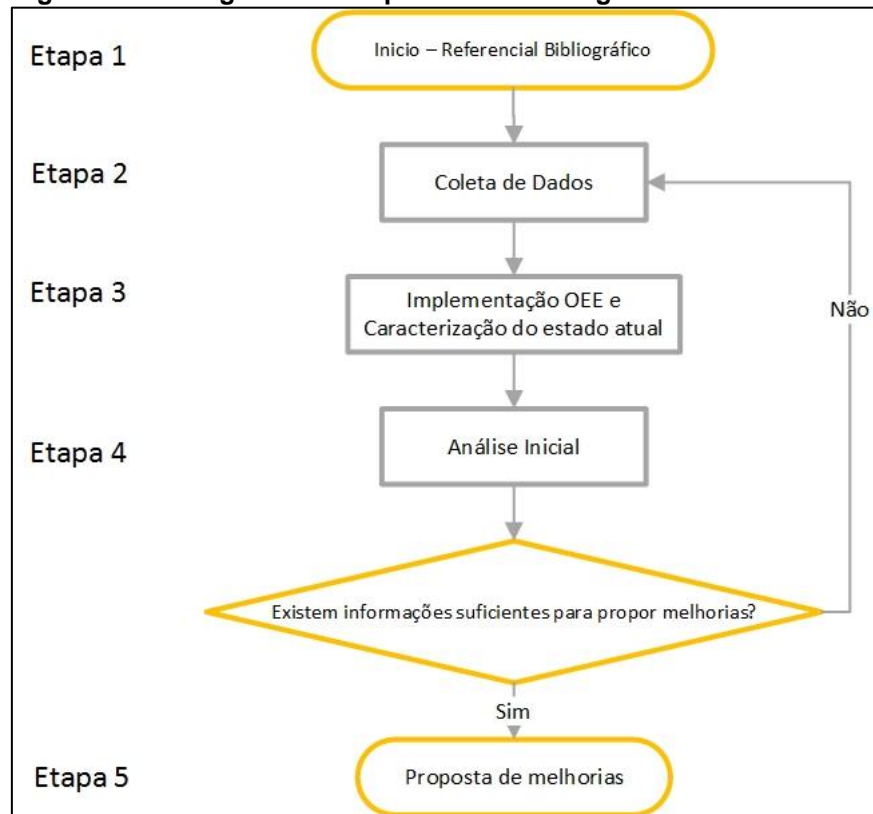 Etapa 1
Inicio – Referencial Bibliográfico
Etapa 2
Coleta de Dados
Etapa 3
Implementação OEE e
Caracterização do estado atual
Não
Etapa 4
Análise Inicial
Existem informações suficientes para propor melhorias?
Sim
Etapa 5
Proposta de melhorias